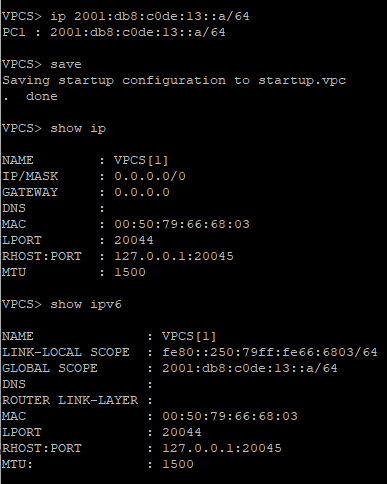 VPCS> ip 2001:db8:c0de:13::a/64
PC1 : 2001:db8:c0de:13::a/64
VPCS> save
Saving startup configuration to startup.vpc
.  done
VPCS> show ip
NAME        : VPCS[1]
IP/MASK     : 0.0.0.0/0
GATEWAY     : 0.0.0.0
DNS         :
MAC         : 00:50:79:66:68:03
LPORT       : 20044
RHOST:PORT  : 127.0.0.1:20045
MTU         : 1500
VPCS> show ipv6
NAME              : VPCS[1]
LINK-LOCAL SCOPE  : fe80::250:79ff:fe66:6803/64
GLOBAL SCOPE      : 2001:db8:c0de:13::a/64
DNS               :
ROUTER LINK-LAYER :
MAC               : 00:50:79:66:68:03
LPORT             : 20044
RHOST:PORT        : 127.0.0.1:20045
MTU:              : 1500